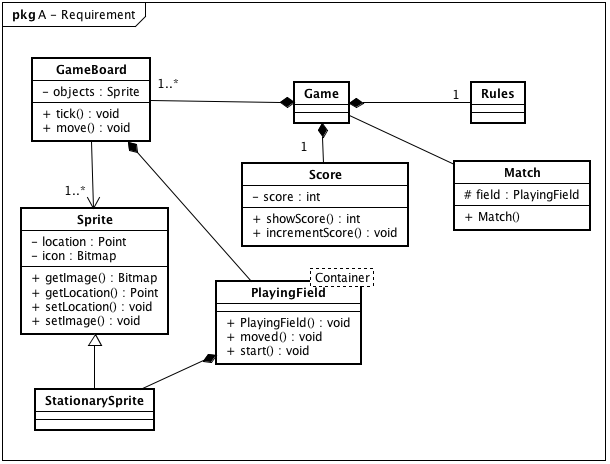 pkg A - Requirement
GameBoard
- objects : Sprite
+ tick() : void
+ move() : void
1..*
Game
1
Rules
1
Score
- score : int
+ showScore() : int
+ incrementScore() : void
Match
# field : PlayingField
+ Match()
1..*
Sprite
- location : Point
- icon : Bitmap
+ getImage() : Bitmap
+ getLocation() : Point
+ setLocation() : void
+ setImage() : void
Container
PlayingField
+ PlayingField() : void
+ moved() : void
+ start() : void
StationarySprite